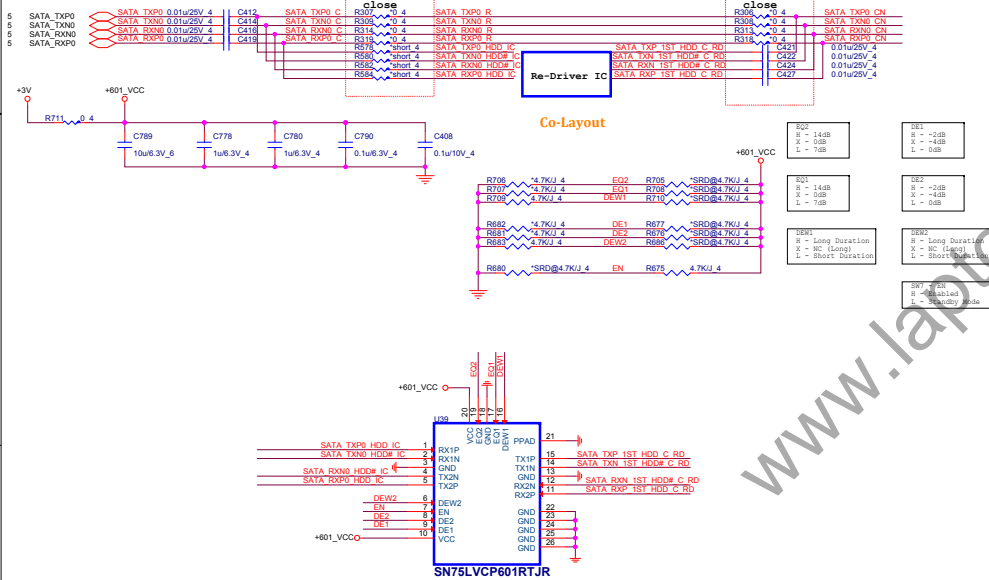 close
close
5 SATA_TXP0 SATA_TXP0 0.01u/25V_4 C412 SATA_TXP0_C R307 *0_4 SATA_TXP0_R R306 *0_4 SATA_TXP0_CN
5 SATA_TXN0 SATA_TXN0 0.01u/25V_4 C414 SATA_TXN0_C R309 *0_4 SATA_TXN0_R R308 *0_4 SATA_TXN0_CN
5 SATA_RXN0 SATA_RXN0 0.01u/25V_4 C416 SATA_RXN0_C R314 *0_4 SATA_RXN0_R R313 *0_4 SATA_RXN0_CN
5 SATA_RXP0 SATA_RXP0 0.01u/25V_4 C419 SATA_RXP0_C R319 *0_4 SATA_RXP0_R R318 *0_4 SATA_RXP0_CN
R578 *short_4 SATA_TXP0_HDD_IC SATA_TXP_1ST_HDD_C_RD C421 0.01u/25V_4
R580 *short_4 SATA_TXN0_HDD#_IC SATA_TXN_1ST_HDD#_C_RD C422 0.01u/25V_4
R582 *short_4 SATA_RXN0_HDD#_IC SATA_RXN_1ST_HDD#_C_RD C424 0.01u/25V_4
R584 *short_4 SATA_RXP0_HDD_IC SATA_RXP_1ST_HDD_C_RD C427 0.01u/25V_4
Re-Driver IC
Co-Layout
+3V
+601_VCC
R711 0_4
C789 C778 C780 C790 C408
10u/6.3V_6 1u/6.3V_4 1u/6.3V_4 0.1u/6.3V_4 0.1u/10V_4
+601_VCC
R706 *4.7K/J_4 EQ2 R705 *SRD@4.7K/J_4
R707 *4.7K/J_4 EQ1 R708 *SRD@4.7K/J_4
R709 4.7K/J_4 DEW1 R710 *SRD@4.7K/J_4
R682 *4.7K/J_4 DE1 R677 *SRD@4.7K/J_4
R681 *4.7K/J_4 DE2 R676 *SRD@4.7K/J_4
R683 4.7K/J_4 DEW2 R686 *SRD@4.7K/J_4
R680 *SRD@4.7K/J_4 EN R675 4.7K/J_4
EQ2
H - 14dB
X - 0dB
L - 7dB
DE1
H - -2dB
X - -4dB
L - 0dB
EQ1
H - 14dB
X - 0dB
L - 7dB
DE2
H - -2dB
X - -4dB
L - 0dB
DEW1
H - Long Duration
X - NC (Long)
L - Short Duration
DEW2
H - Long Duration
X - NC (Long)
L - Short Duration
EN
H - Enabled
L - Standby Mode
www.lapto
+601_VCC
EQ2
EQ1
DEW1
20 19 18 17 16
U39
VCC EQ2 GND EQ1 DEW1
PPAD 21
SATA_TXP0_HDD_IC 1 RX1P TX1P 15 SATA_TXP_1ST_HDD_C_RD
SATA_TXN0_HDD#_IC 2 RX1N TX1N 14 SATA_TXN_1ST_HDD#_C_RD
3 GND GND 13
SATA_RXN0_HDD#_IC 4 TX2N RX2N 12 SATA_RXN_1ST_HDD#_C_RD
SATA_RXP0_HDD_IC 5 TX2P RX2P 11 SATA_RXP_1ST_HDD_C_RD
DEW2 6 DEW2 GND 22
EN 7 EN GND 23
DE2 8 DE2 GND 24
DE1 9 DE1 GND 25
+601_VCC 10 VCC GND 26
SN75LVCP601RTJR